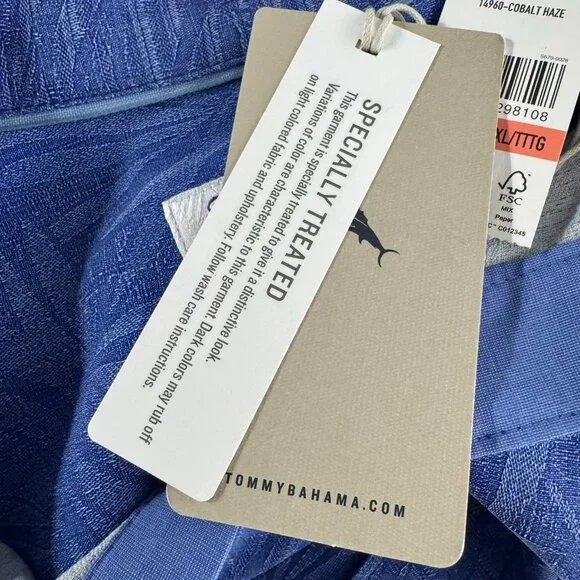 14960-COBALT HAZE
5675-0028
298108
XL/TTTG
FSC
MIX
Paper
C012345
SPECIALLY TREATED
This garment is specially treated to give it a distinctive look.
Variations of color are characteristic to this garment. Dark colors may rub off
on light colored fabric and upholstery. Follow wash care instructions.
TOMMYBAHAMA.COM